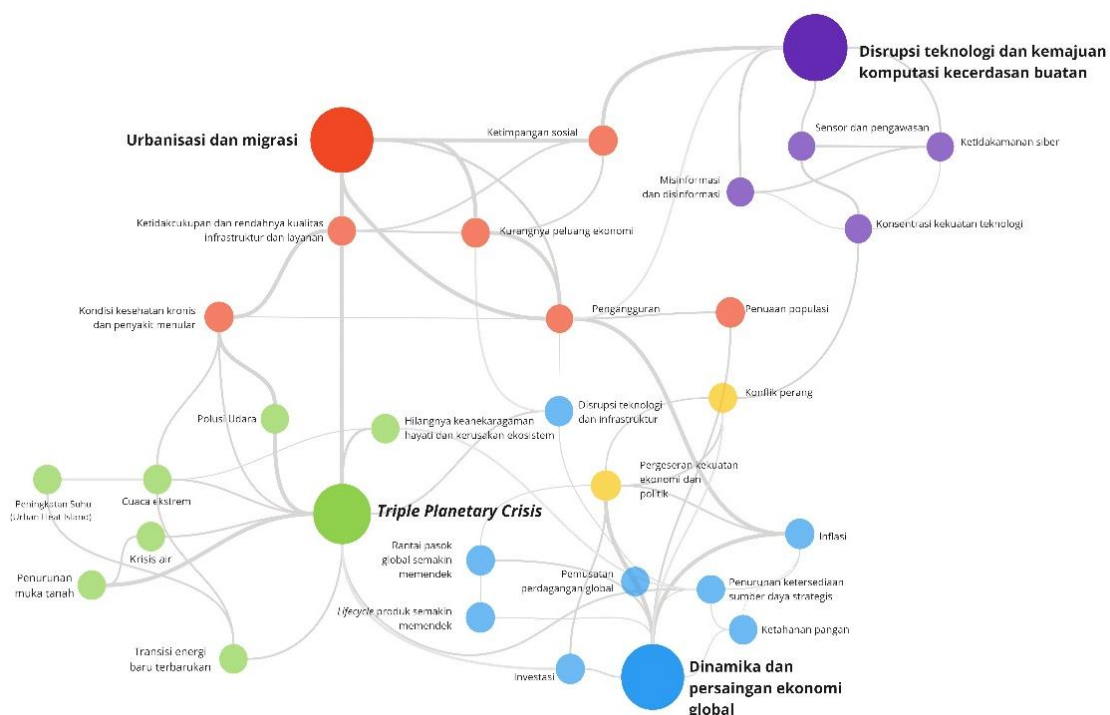 Disrupsi teknologi dan kemajuan
komputasi kecerdasan buatan
Urbanisasi dan migrasi
Ketimpangan sosial
Sensor dan pengawasan
Ketidakamanan siber
Misinformasi
dan disinformasi
Ketidakcukupan dan rendahnya kualitas
infrastruktur dan layanan
Kurangnya peluang ekonomi
Konsentrasi kekuatan teknologi
Kondisi kesehatan kronis
dan penyakit menular
Pengangguran
Penuaan populasi
Konflik perang
Polusi Udara
Hilangnya keanekaragaman
hayati dan kerusakan ekosistem
Disrupsi teknologi
dan infrastruktur
Pergeseran kekuatan
ekonomi dan
politik
Peningkatan Suhu
(Urban Heat Island)
Cuaca ekstrem
Triple Planetary Crisis
Inflasi
Krisis air
Rantai pasok
global semakin
memendek
Penurunan
muka tanah
Pemusatan
perdagangan global
Penurunan ketersediaan
sumber daya strategis
Lifecycle produk semakin
memendek
Ketahanan pangan
Transisi energi
baru terbarukan
Investasi
Dinamika dan
persaingan ekonomi
global